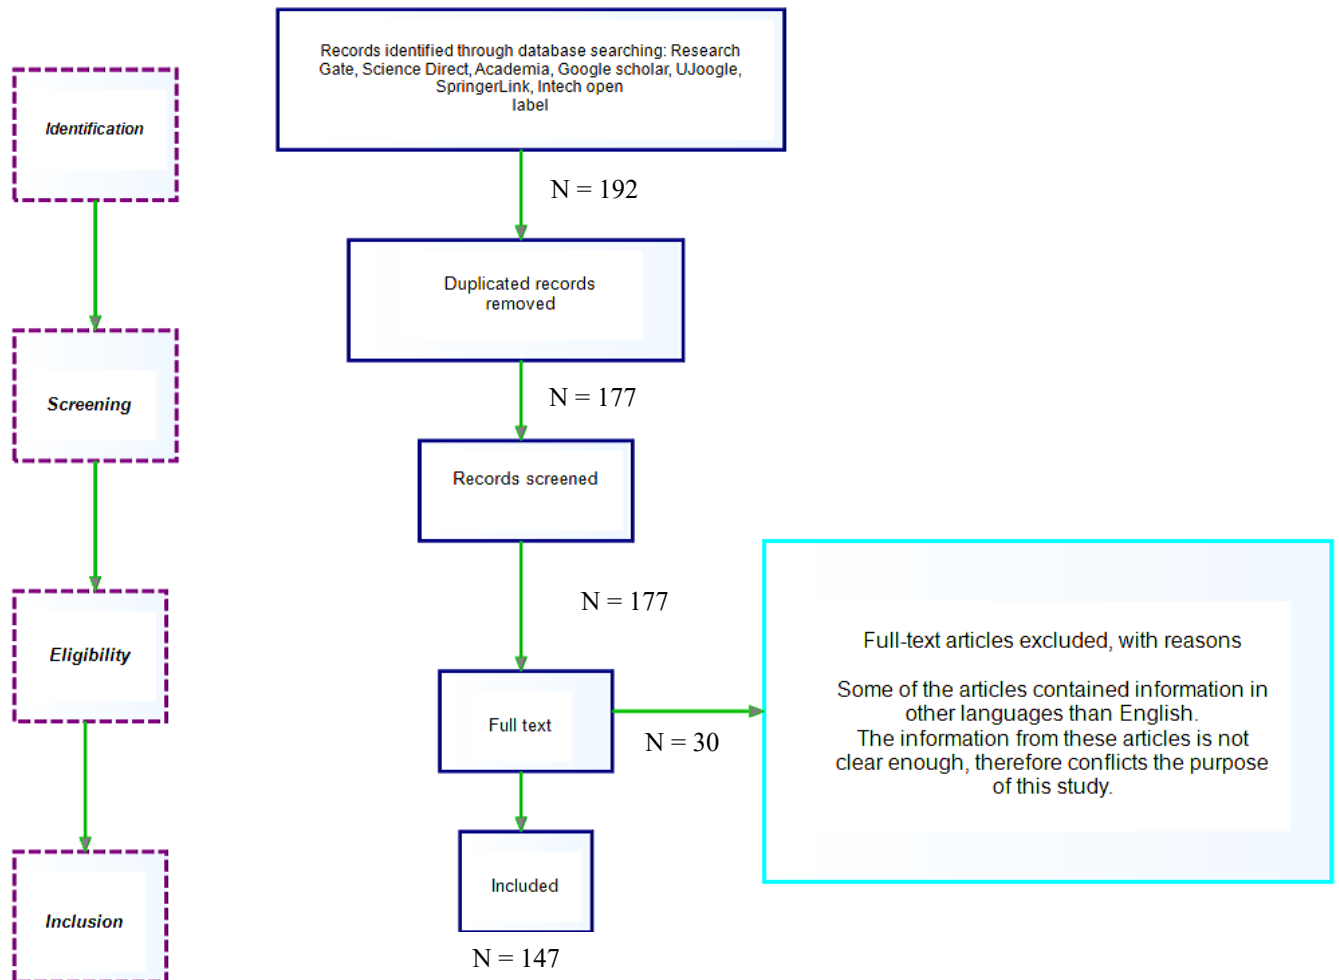 Identification
Screening
Eligibility
Inclusion
Records identified through database searching: Research
Gate, Science Direct, Academia, Google scholar, UJoogle,
SpringerLink, Intech open
label
N = 192
Duplicated records
removed
N = 177
Records screened
N = 177
Full text
N = 30
Full-text articles excluded, with reasons
Some of the articles contained information in
other languages than English.
The information from these articles is not
clear enough, therefore conflicts the purpose
of this study.
Included
N = 147